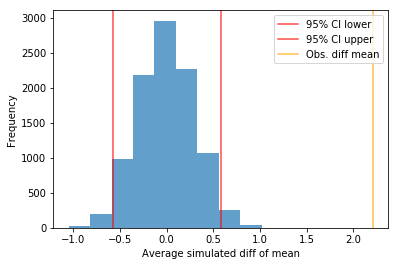 95% CI lower
95% CI upper
Obs. diff mean
Frequency
3000
2500
2000
1500
1000
500
0
−1.0 −0.5 0.0 0.5 1.0 1.5 2.0
Average simulated diff of mean